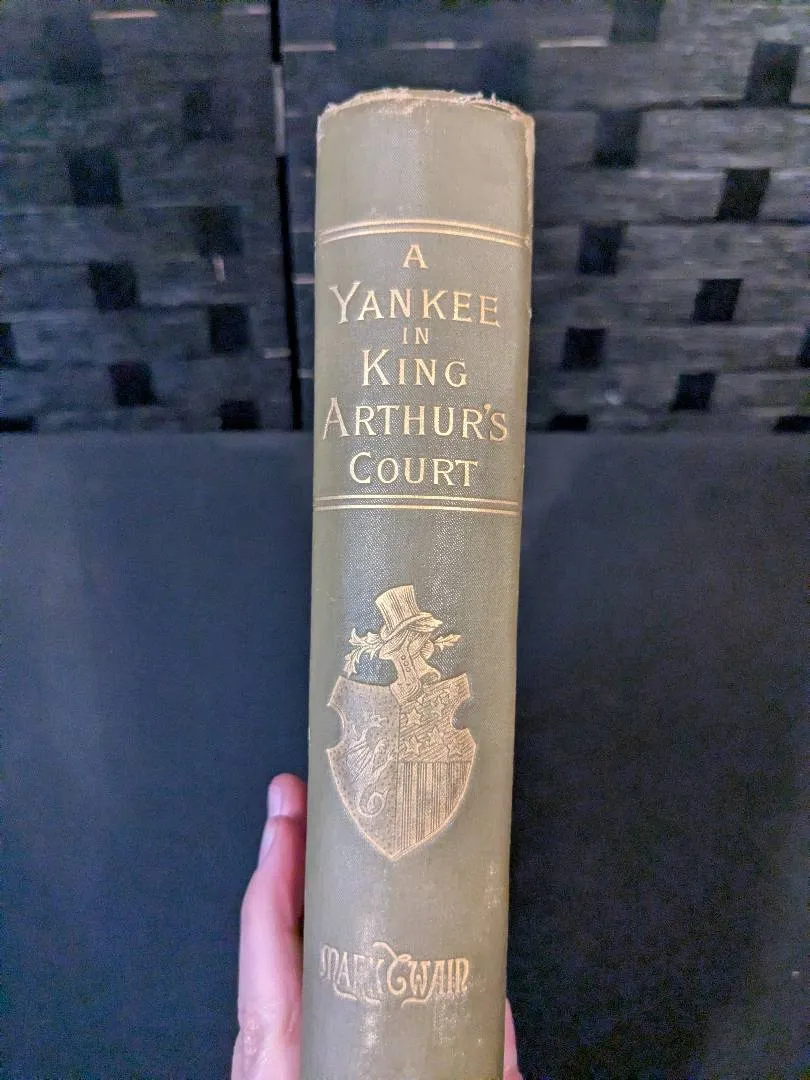 A
YANKEE
IN
KING
ARTHUR'S
COURT
MARK TWAIN